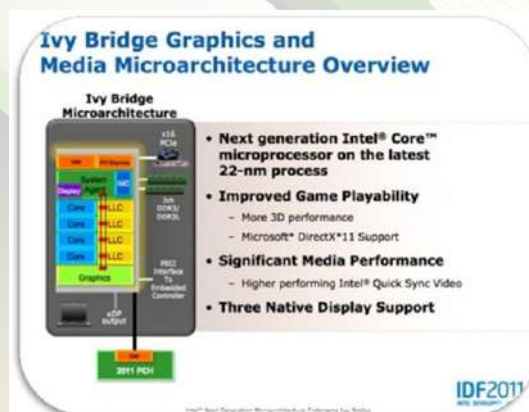 Ivy Bridge Graphics and
Media Microarchitecture Overview
Ivy Bridge
Microarchitecture
x16
PCIe
System
Agent
IMC
Display
2ch
DDR3/
DDR3L
Core
LLC
Core
LLC
Core
LLC
Core
LLC
Graphics
PECI
Interface
To
Embedded
Controller
eDP
output
2011 PCH
• Next generation Intel® Core™
microprocessor on the latest
22-nm process
• Improved Game Playability
– More 3D performance
– Microsoft* DirectX*11 Support
• Significant Media Performance
– Higher performing Intel® Quick Sync Video
• Three Native Display Support
IDF2011